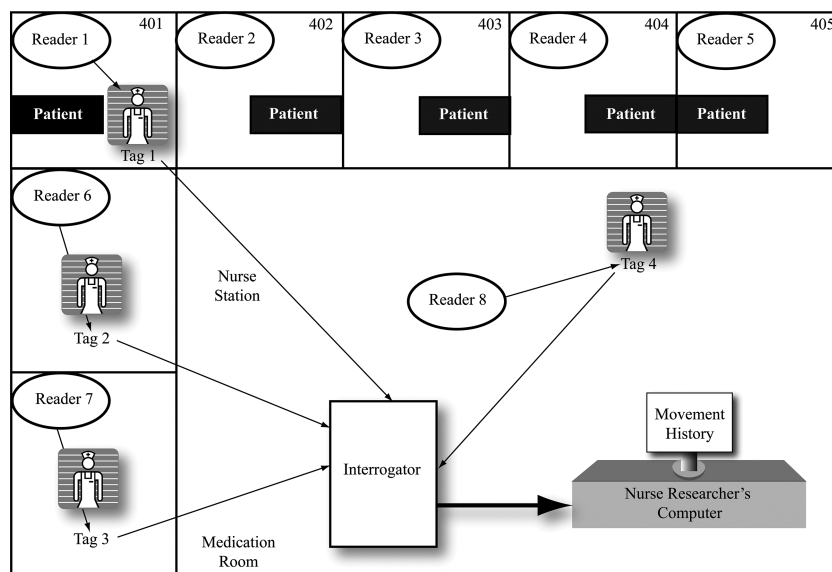 Reader 1
401
Reader 2
402
Reader 3
403
Reader 4
404
Reader 5
405
Patient
Patient
Patient
Patient
Patient
Tag 1
Reader 6
Tag 2
Nurse
Station
Reader 8
Tag 4
Reader 7
Tag 3
Interrogator
Movement
History
Nurse Researcher's
Computer
Medication
Room